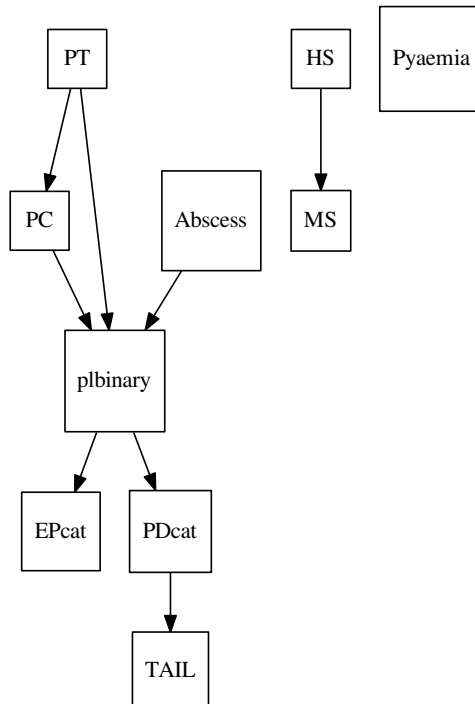 PT
HS
Pyaemia
PC
Abscess
MS
plbinary
EPcat
PDcat
TAIL